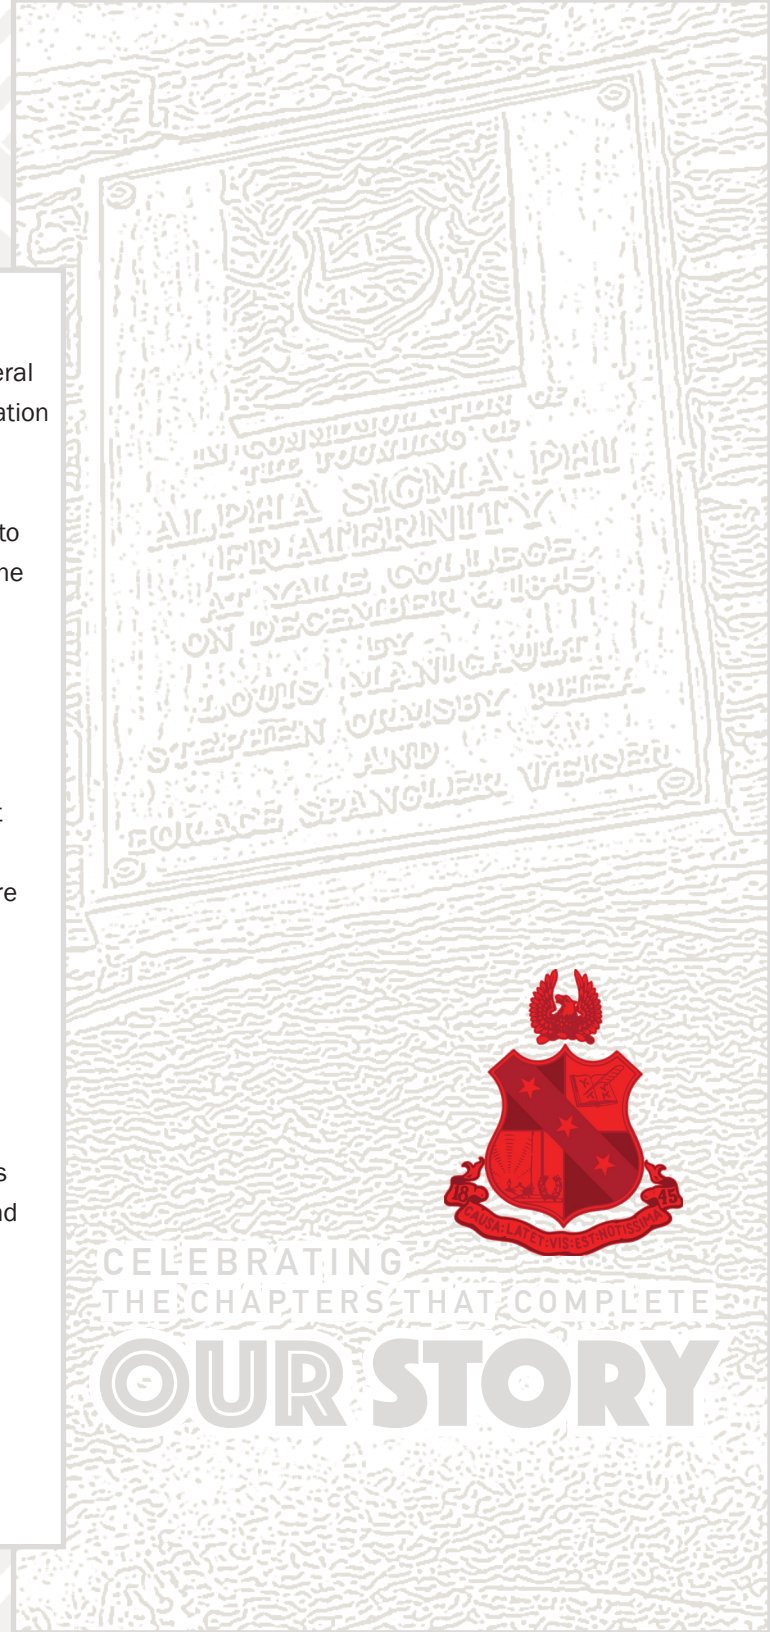 eral
ation
to
ne
t
re
s
nd
IN COMMEMORATION OF
THE FOUNDING OF
ALPHA SIGMA PHI
FRATERNITY
AT YALE COLLEGE
ON DECEMBER 6, 1845
BY
LOUIS MANIGAULT
STEPHEN ORMSBY RHEA
AND
HORACE SPANGLER WEISER
18 45
CAUSA:LATET:VIS:EST:NOTISSIMA
CELEBRATING
THE CHAPTERS THAT COMPLETE
OUR STORY